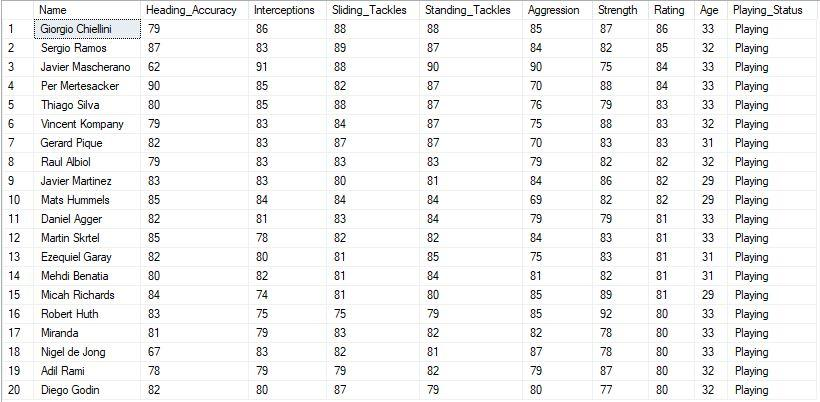 Name Heading_Accuracy Interceptions Sliding_Tackles Standing_Tackles Aggression Strength Rating Age Playing_Status
1 Giorgio Chiellini 79 86 88 88 85 87 86 33 Playing
2 Sergio Ramos 87 83 89 87 84 82 85 32 Playing
3 Javier Mascherano 62 91 88 90 90 75 84 33 Playing
4 Per Mertesacker 90 85 82 87 70 88 84 33 Playing
5 Thiago Silva 80 85 88 87 76 79 83 33 Playing
6 Vincent Kompany 79 83 84 87 75 88 83 32 Playing
7 Gerard Pique 82 83 87 87 70 83 83 31 Playing
8 Raul Albiol 79 83 83 83 79 82 82 32 Playing
9 Javier Martinez 83 83 80 81 84 86 82 29 Playing
10 Mats Hummels 85 84 84 84 69 82 82 29 Playing
11 Daniel Agger 82 81 83 84 79 79 81 33 Playing
12 Martin Skrtel 85 78 82 82 84 83 81 33 Playing
13 Ezequiel Garay 82 80 81 85 75 83 81 31 Playing
14 Mehdi Benatia 80 82 81 84 81 82 81 31 Playing
15 Micah Richards 84 74 81 80 85 89 81 29 Playing
16 Robert Huth 83 75 75 79 85 92 80 33 Playing
17 Miranda 81 79 83 82 82 78 80 33 Playing
18 Nigel de Jong 67 83 82 81 87 78 80 33 Playing
19 Adil Rami 78 79 79 82 79 87 80 32 Playing
20 Diego Godin 82 80 87 79 80 77 80 32 Playing